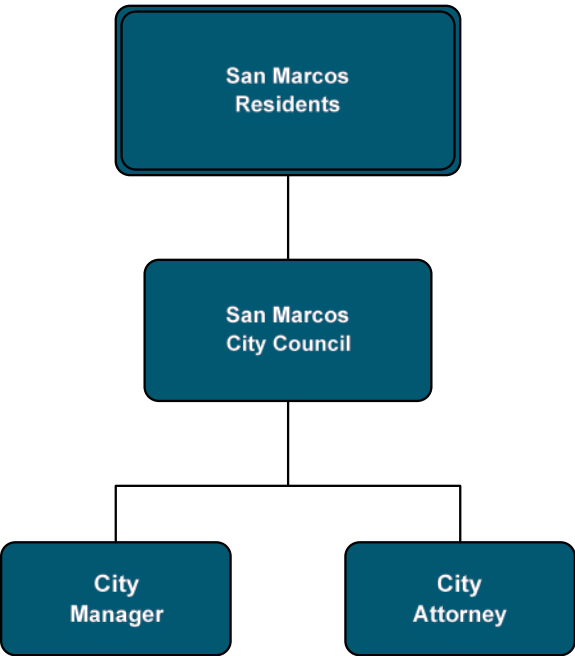 San Marcos
Residents
San Marcos
City Council
City
Manager
City
Attorney